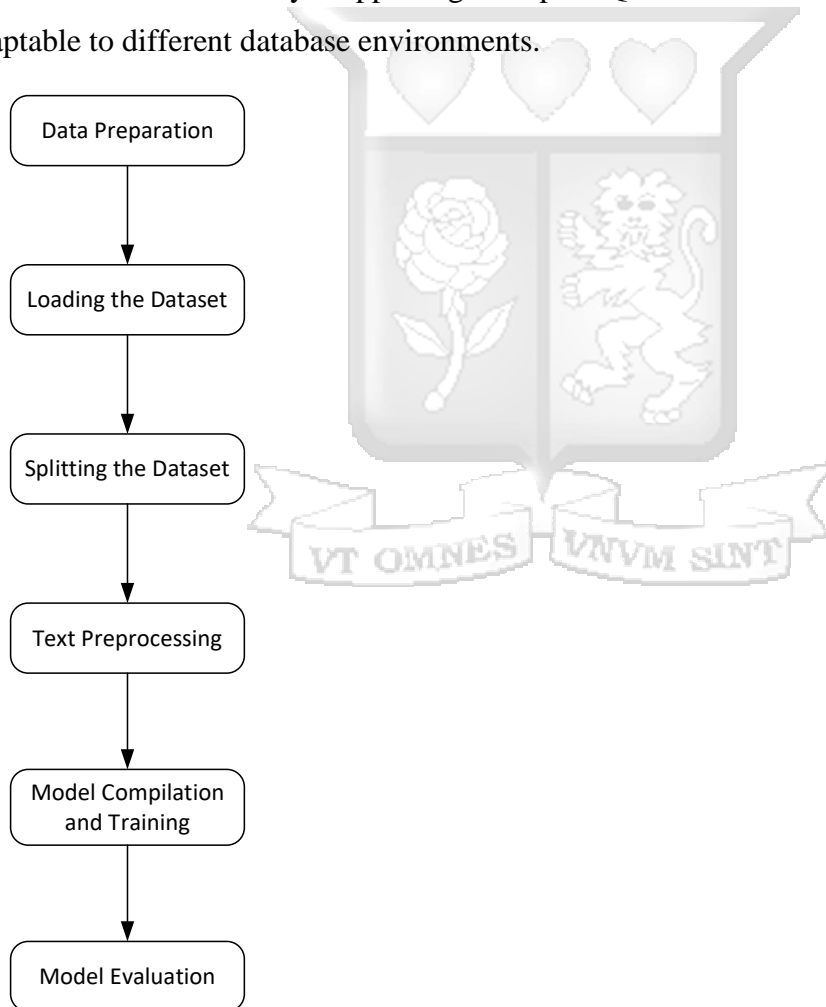 adaptable to different database environments.
Data Preparation
Loading the Dataset
Splitting the Dataset
VT OMNES VNVM SINT
Text Preprocessing
Model Compilation
and Training
Model Evaluation